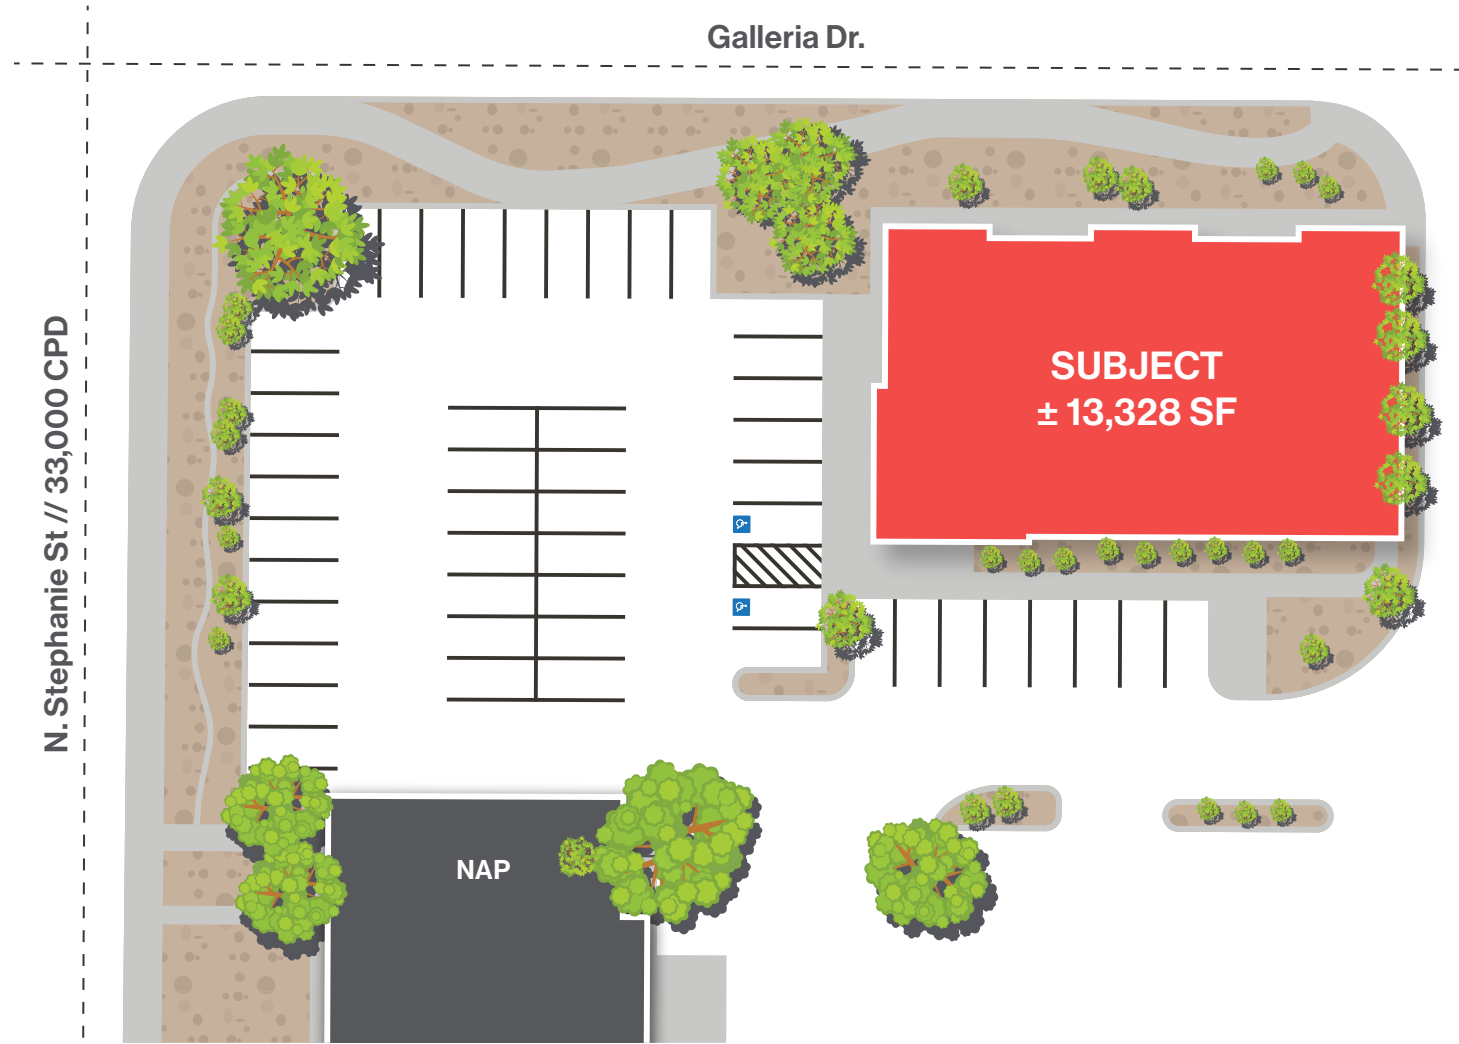 Galleria Dr.
N. Stephanie St // 33,000 CPD
SUBJECT
± 13,328 SF
NAP